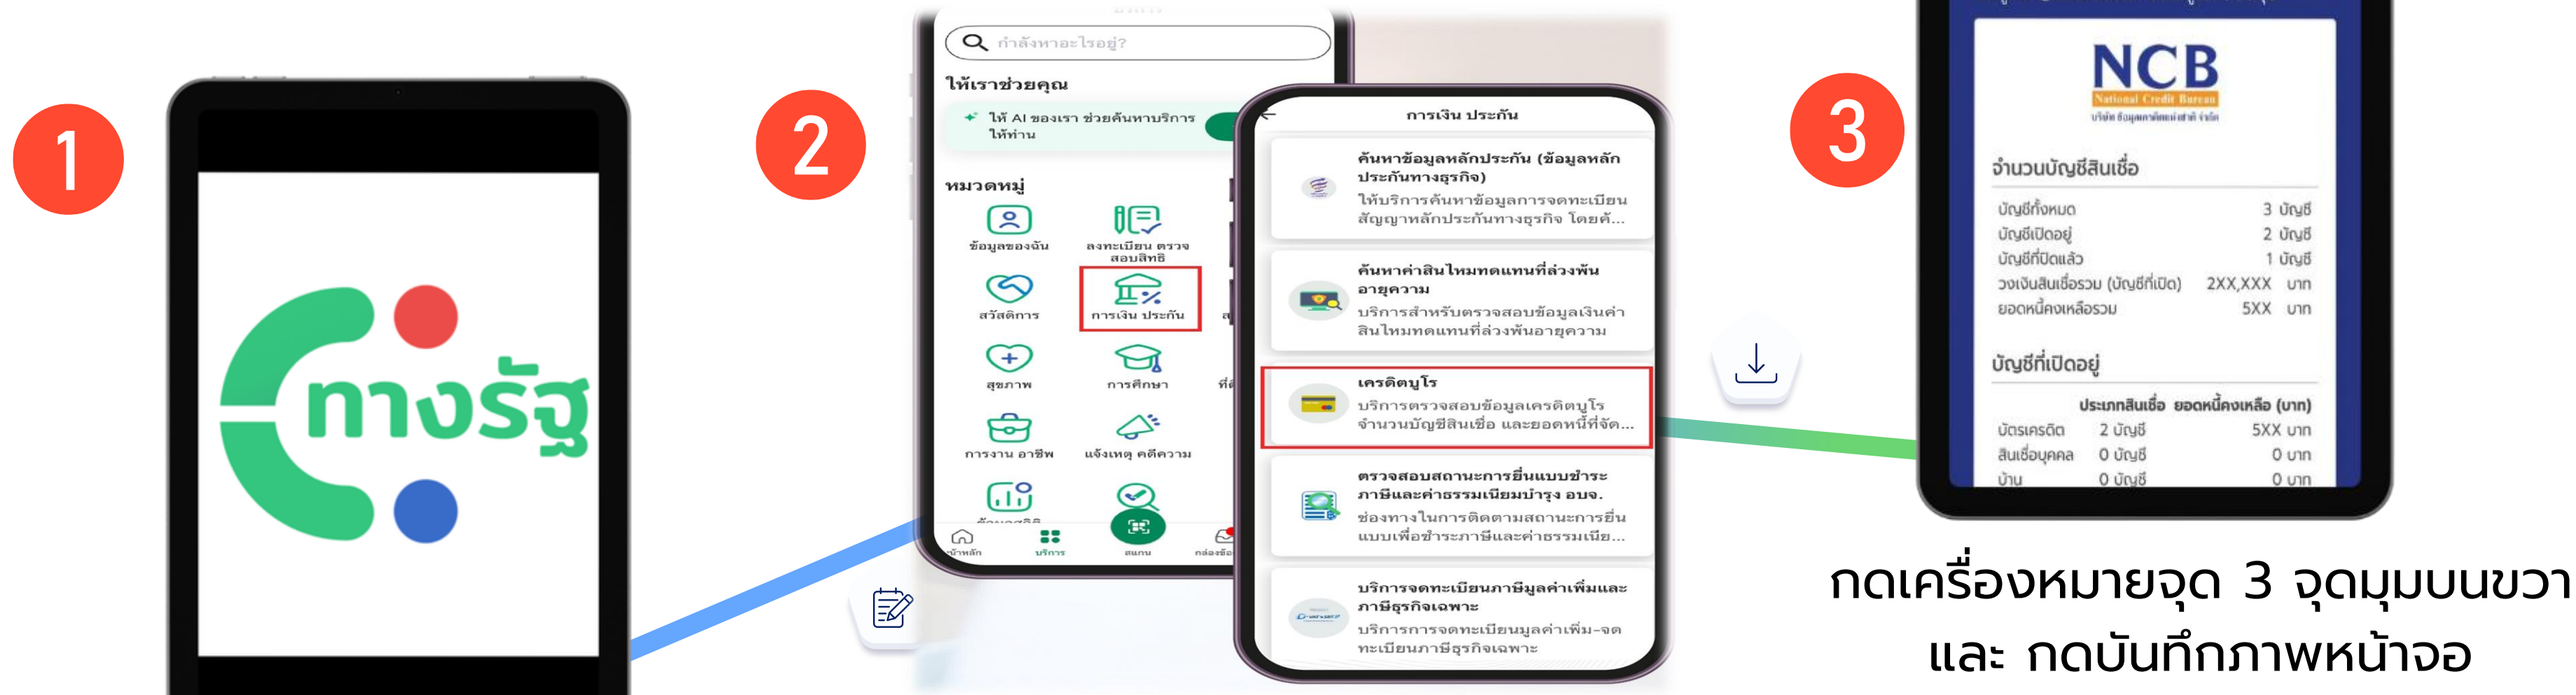 1
ทางรัฐ
2
กำลังหาอะไรอยู่?
ให้เราช่วยคุณ
ให้ AI ของเรา ช่วยค้นหาบริการ
ให้ท่าน
หมวดหมู่
ข้อมูลของฉัน
ลงทะเบียน ตรวจ
สอบสิทธิ
สวัสดิการ
การเงิน ประกัน
สุขภาพ
การศึกษา
การงาน อาชีพ
แจ้งเหตุ คดีความ
บริการ
สแกน
การเงิน ประกัน
ค้นหาข้อมูลหลักประกัน (ข้อมูลหลัก
ประกันทางธุรกิจ)
ให้บริการค้นหาข้อมูลการจดทะเบียน
สัญญาหลักประกันทางธุรกิจ โดยค้...
ค้นหาค่าสินไหมทดแทนที่ล่วงพ้น
อายุความ
บริการสำหรับตรวจสอบข้อมูลเงินค่า
สินไหมทดแทนที่ล่วงพ้นอายุความ
เครดิตบูโร
บริการตรวจสอบข้อมูลเครดิตบูโร
จำนวนบัญชีสินเชื่อ และยอดหนี้ที่จัด...
ตรวจสอบสถานะการยื่นแบบชำระ
ภาษีและค่าธรรมเนียมบำรุง อบจ.
ช่องทางในการติดตามสถานะการยื่น
แบบเพื่อชำระภาษีและค่าธรรมเนีย...
บริการจดทะเบียนภาษีมูลค่าเพิ่มและ
ภาษีธุรกิจเฉพาะ
บริการการจดทะเบียนมูลค่าเพิ่ม-จด
ทะเบียนภาษีธุรกิจเฉพาะ
3
NCB
National Credit Bureau
บริษัท ข้อมูลเครดิตแห่งชาติ จำกัด
จำนวนบัญชีสินเชื่อ
บัญชีทั้งหมด 3 บัญชี
บัญชีเปิดอยู่ 2 บัญชี
บัญชีที่ปิดแล้ว 1 บัญชี
วงเงินสินเชื่อรวม (บัญชีที่เปิด) 2XX,XXX บาท
ยอดหนี้คงเหลือรวม 5XX บาท
บัญชีที่เปิดอยู่
ประเภทสินเชื่อ ยอดหนี้คงเหลือ (บาท)
บัตรเครดิต 2 บัญชี 5XX บาท
สินเชื่อบุคคล 0 บัญชี 0 บาท
บ้าน 0 บัญชี 0 บาท
กดเครื่องหมายจุด 3 จุดมุมบนขวา
และ กดบันทึกภาพหน้าจอ